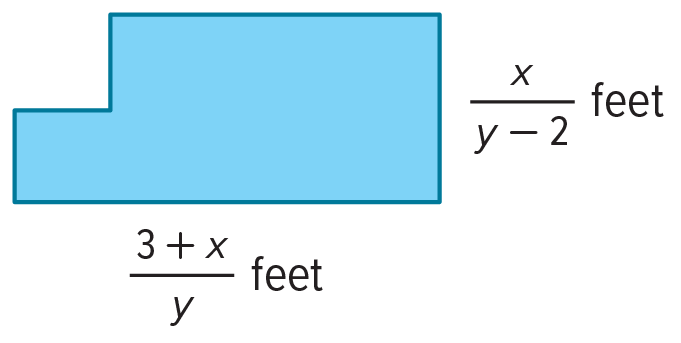 x
y − 2
feet
3 + x
y
feet